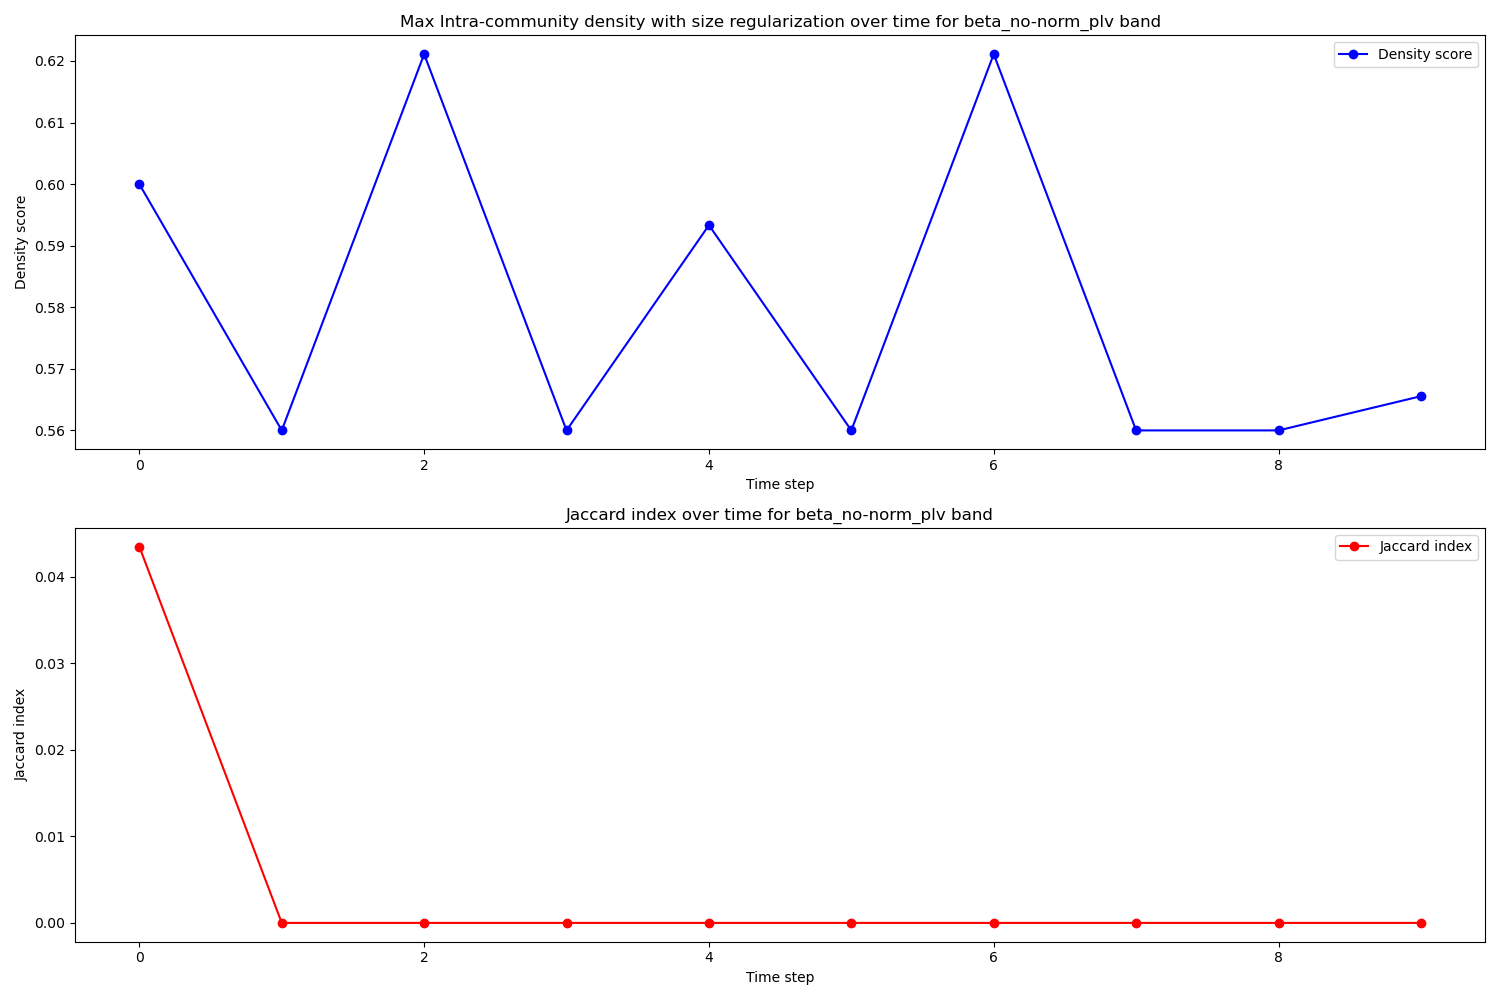 Max Intra-community density with size regularization over time for beta_no-norm_plv band
Density score
0.62
0.61
0.60
0.59
0.58
0.57
0.56
Density score
0 2 4 6 8
Time step
Jaccard index over time for beta_no-norm_plv band
Jaccard index
0.04
0.03
0.02
0.01
0.00
Jaccard index
0 2 4 6 8
Time step